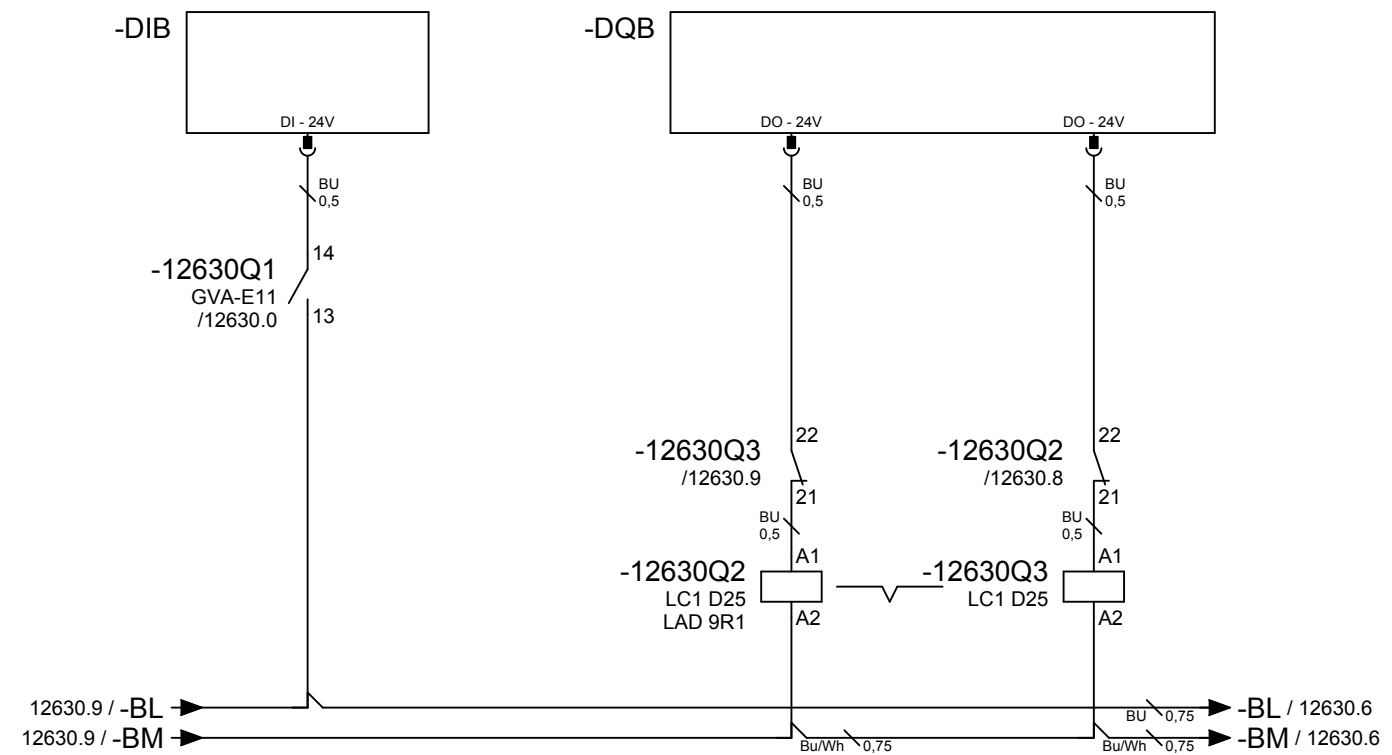 -DIB
-DQB
DI - 24V
DO - 24V
DO - 24V
BU
0,5
BU
0,5
BU
0,5
14
-12630Q1
GVA-E11
/12630.0
13
22
-12630Q3
/12630.9
21
22
-12630Q2
/12630.8
21
BU
0,5
BU
0,5
A1
-12630Q2
LC1 D25
LAD 9R1
A2
A1
-12630Q3
LC1 D25
A2
12630.9 / -BL
BU 0,75
-BL / 12630.6
12630.9 / -BM
Bu/Wh 0,75
Bu/Wh 0,75
-BM / 12630.6